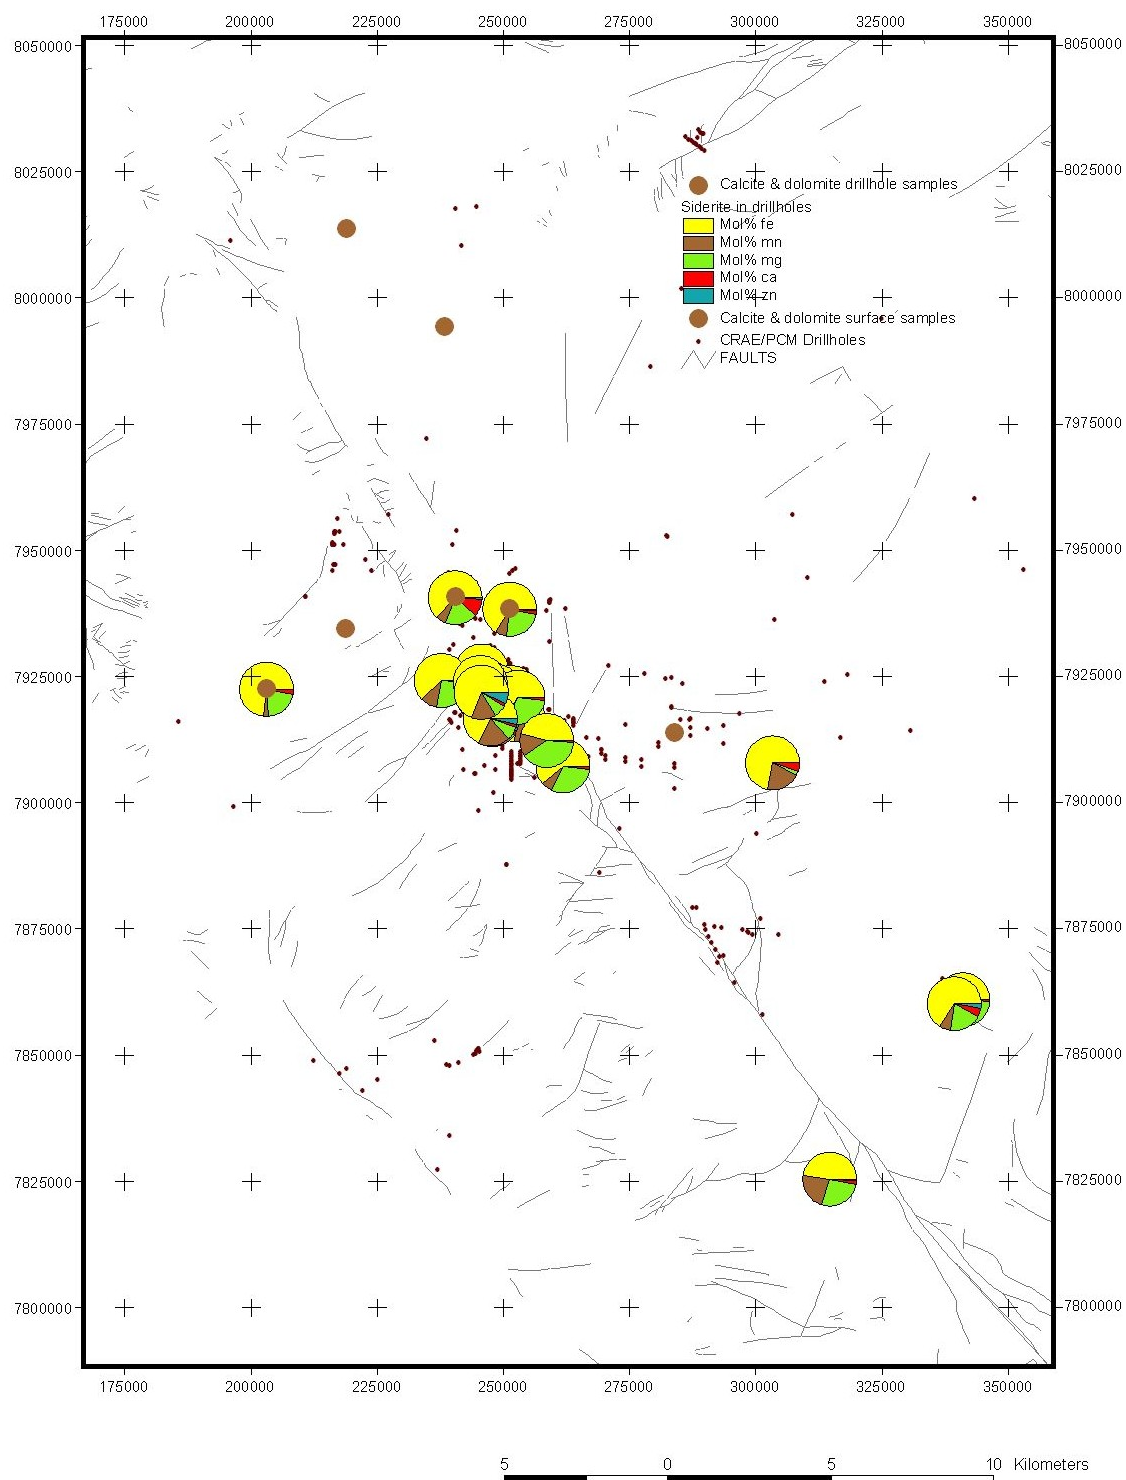 175000 200000 225000 250000 275000 300000 325000 350000
8050000 8050000
8025000 8025000
Calcite & dolomite drillhole samples
Siderite in drillholes
Mol% fe
Mol% mn
Mol% mg
Mol% ca
Mol% zn
8000000 8000000
Calcite & dolomite surface samples
CRAE/PCM Drillholes
FAULTS
7975000 7975000
7950000 7950000
7925000 7925000
7900000 7900000
7875000 7875000
7850000 7850000
7825000 7825000
7800000 7800000
175000 200000 225000 250000 275000 300000 325000 350000
5 0 5 10 Kilometers